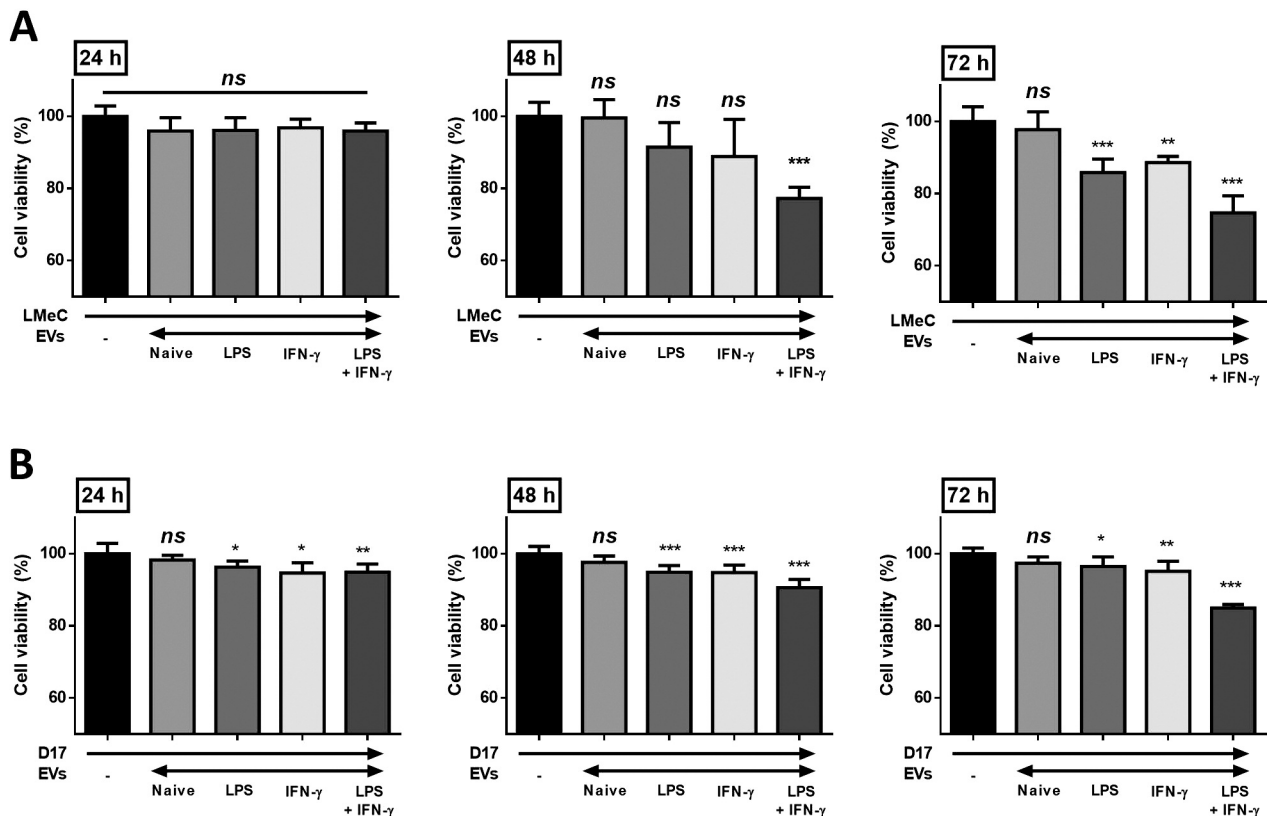 A
24 h
ns
100
80
60
Cell viability (%)
LMeC
EVs
-
Naive
LPS
IFN-γ
LPS
+ IFN-γ
48 h
ns
ns
ns
***
100
80
60
Cell viability (%)
LMeC
EVs
-
Naive
LPS
IFN-γ
LPS
+ IFN-γ
72 h
ns
***
**
***
100
80
60
Cell viability (%)
LMeC
EVs
-
Naive
LPS
IFN-γ
LPS
+ IFN-γ
B
24 h
ns
*
*
**
100
80
60
Cell viability (%)
D17
EVs
-
Naive
LPS
IFN-γ
LPS
+ IFN-γ
48 h
ns
***
***
***
100
80
60
Cell viability (%)
D17
EVs
-
Naive
LPS
IFN-γ
LPS
+ IFN-γ
72 h
ns
*
**
***
100
80
60
Cell viability (%)
D17
EVs
-
Naive
LPS
IFN-γ
LPS
+ IFN-γ